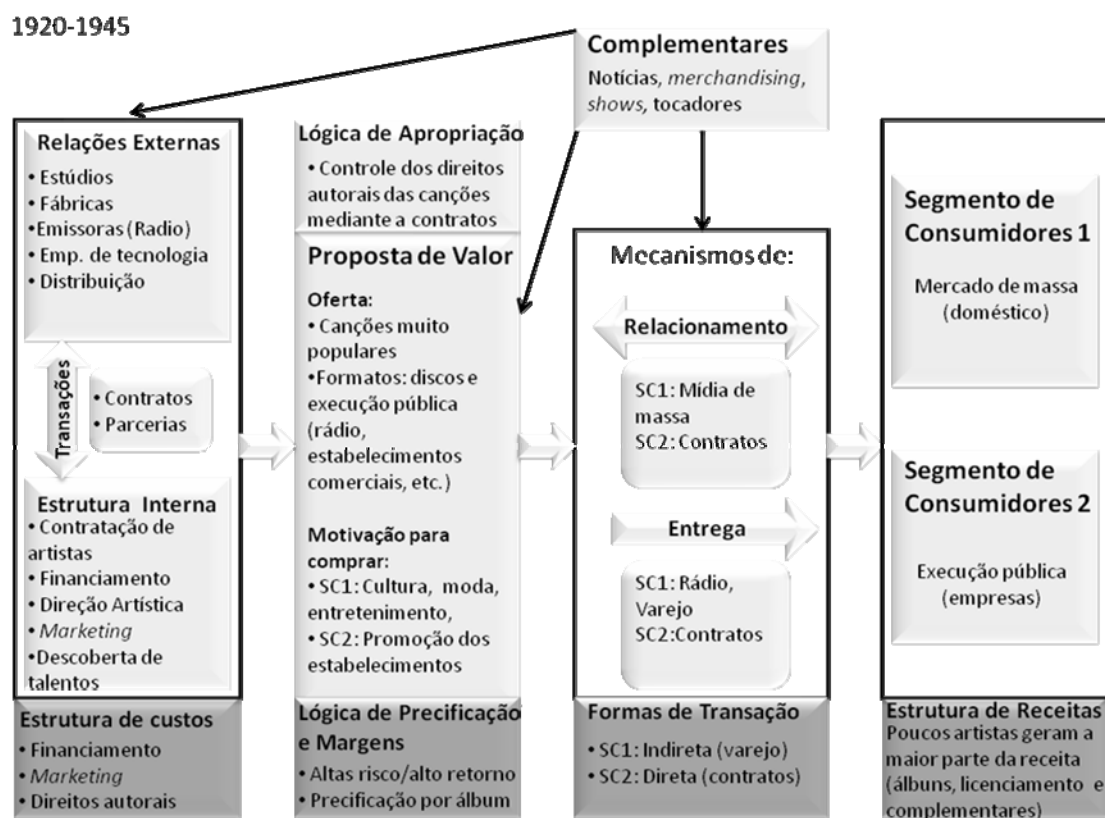 1920-1945
Complementares
Notícias, merchandising,
shows, tocadores
Relações Externas
• Estúdios
• Fábricas
•Emissoras (Radio)
• Emp. de tecnologia
• Distribuição
Transações
• Contratos
• Parcerias
Estrutura Interna
• Contratação de
artistas
• Financiamento
• Direção Artística
• Marketing
•Descoberta de
talentos
Estrutura de custos
• Financiamento
• Marketing
• Direitos autorais
Lógica de Apropriação
• Controle dos direitos
autorais das canções
mediante a contratos
Proposta de Valor
Oferta:
• Canções muito
populares
•Formatos: discos e
execução pública
(rádio,
estabelecimentos
comerciais, etc.)
Motivação para
comprar:
• SC1: Cultura, moda,
entretenimento,
• SC2: Promoção dos
estabelecimentos
Lógica de Precificação
e Margens
• Altas risco/alto retorno
• Precificação por álbum
Mecanismos de:
Relacionamento
SC1: Mídia de
massa
SC2: Contratos
Entrega
SC1: Rádio,
Varejo
SC2:Contratos
Formas de Transação
• SC1: Indireta (varejo)
• SC2: Direta (contratos)
Segmento de
Consumidores 1
Mercado de massa
(doméstico)
Segmento de
Consumidores 2
Execução pública
(empresas)
Estrutura de Receitas
Poucos artistas geram a
maior parte da receita
(álbuns, licenciamento e
complementares)